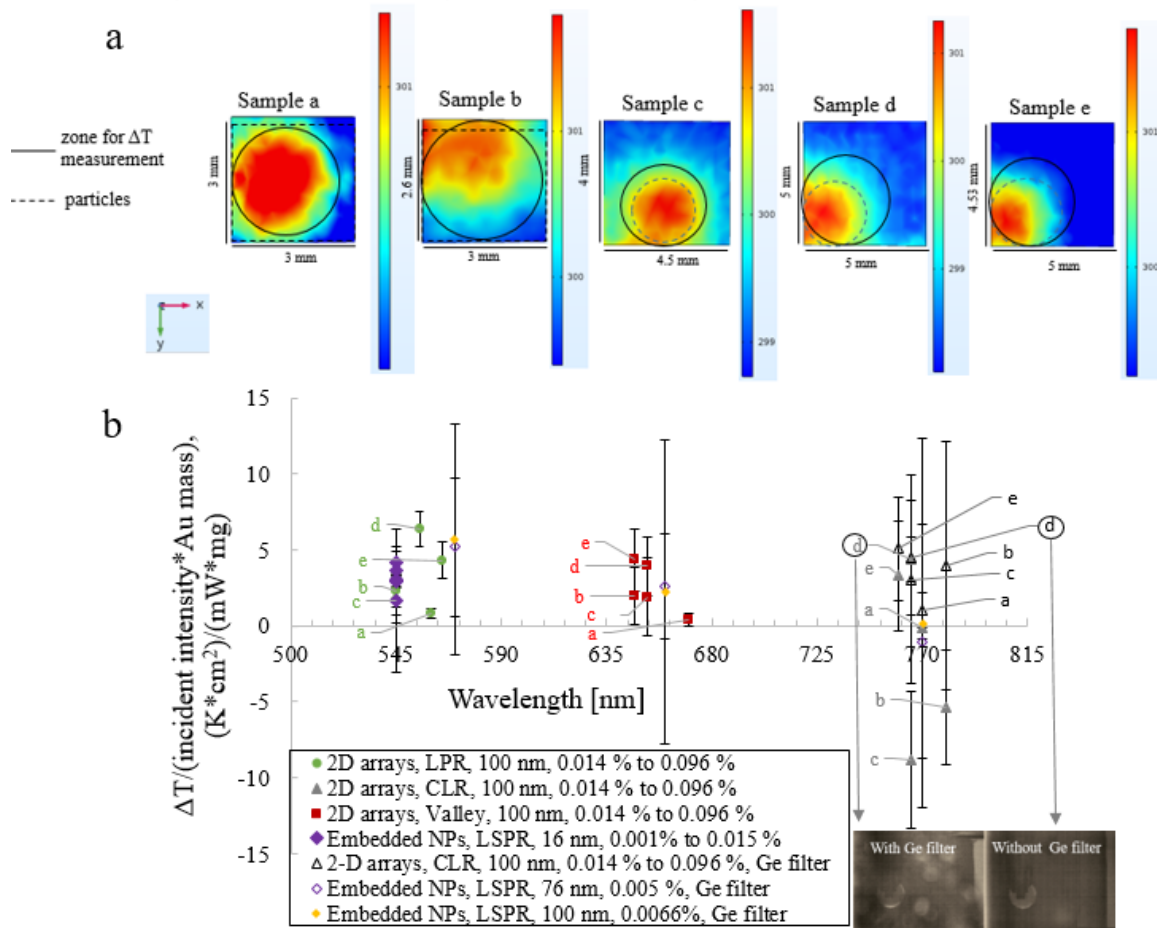 a
Sample a
Sample b
Sample c
Sample d
Sample e
zone for ΔT
measurement
particles
3 mm
3 mm
2.6 mm
3 mm
4 mm
4.5 mm
5 mm
5 mm
4.53 mm
5 mm
301
301
300
300
299
301
300
299
301
300
x
y
b
ΔT/(incident intensity*Au mass),
(K*cm²)/(mW*mg)
15
10
5
0
-5
-10
-15
500
545
590
635
680
725
770
815
Wavelength [nm]
d
e
b
c
a
e
d
b
c
a
d
e
a
b
c
e
d
b
c
a
2D arrays, LPR, 100 nm, 0.014 % to 0.096 %
2D arrays, CLR, 100 nm, 0.014 % to 0.096 %
2D arrays, Valley, 100 nm, 0.014 % to 0.096 %
Embedded NPs, LSPR, 16 nm, 0.001% to 0.015 %
2-D arrays, CLR, 100 nm, 0.014 % to 0.096 %, Ge filter
Embedded NPs, LSPR, 76 nm, 0.005 %, Ge filter
Embedded NPs, LSPR, 100 nm, 0.0066%, Ge filter
With Ge filter
Without Ge filter